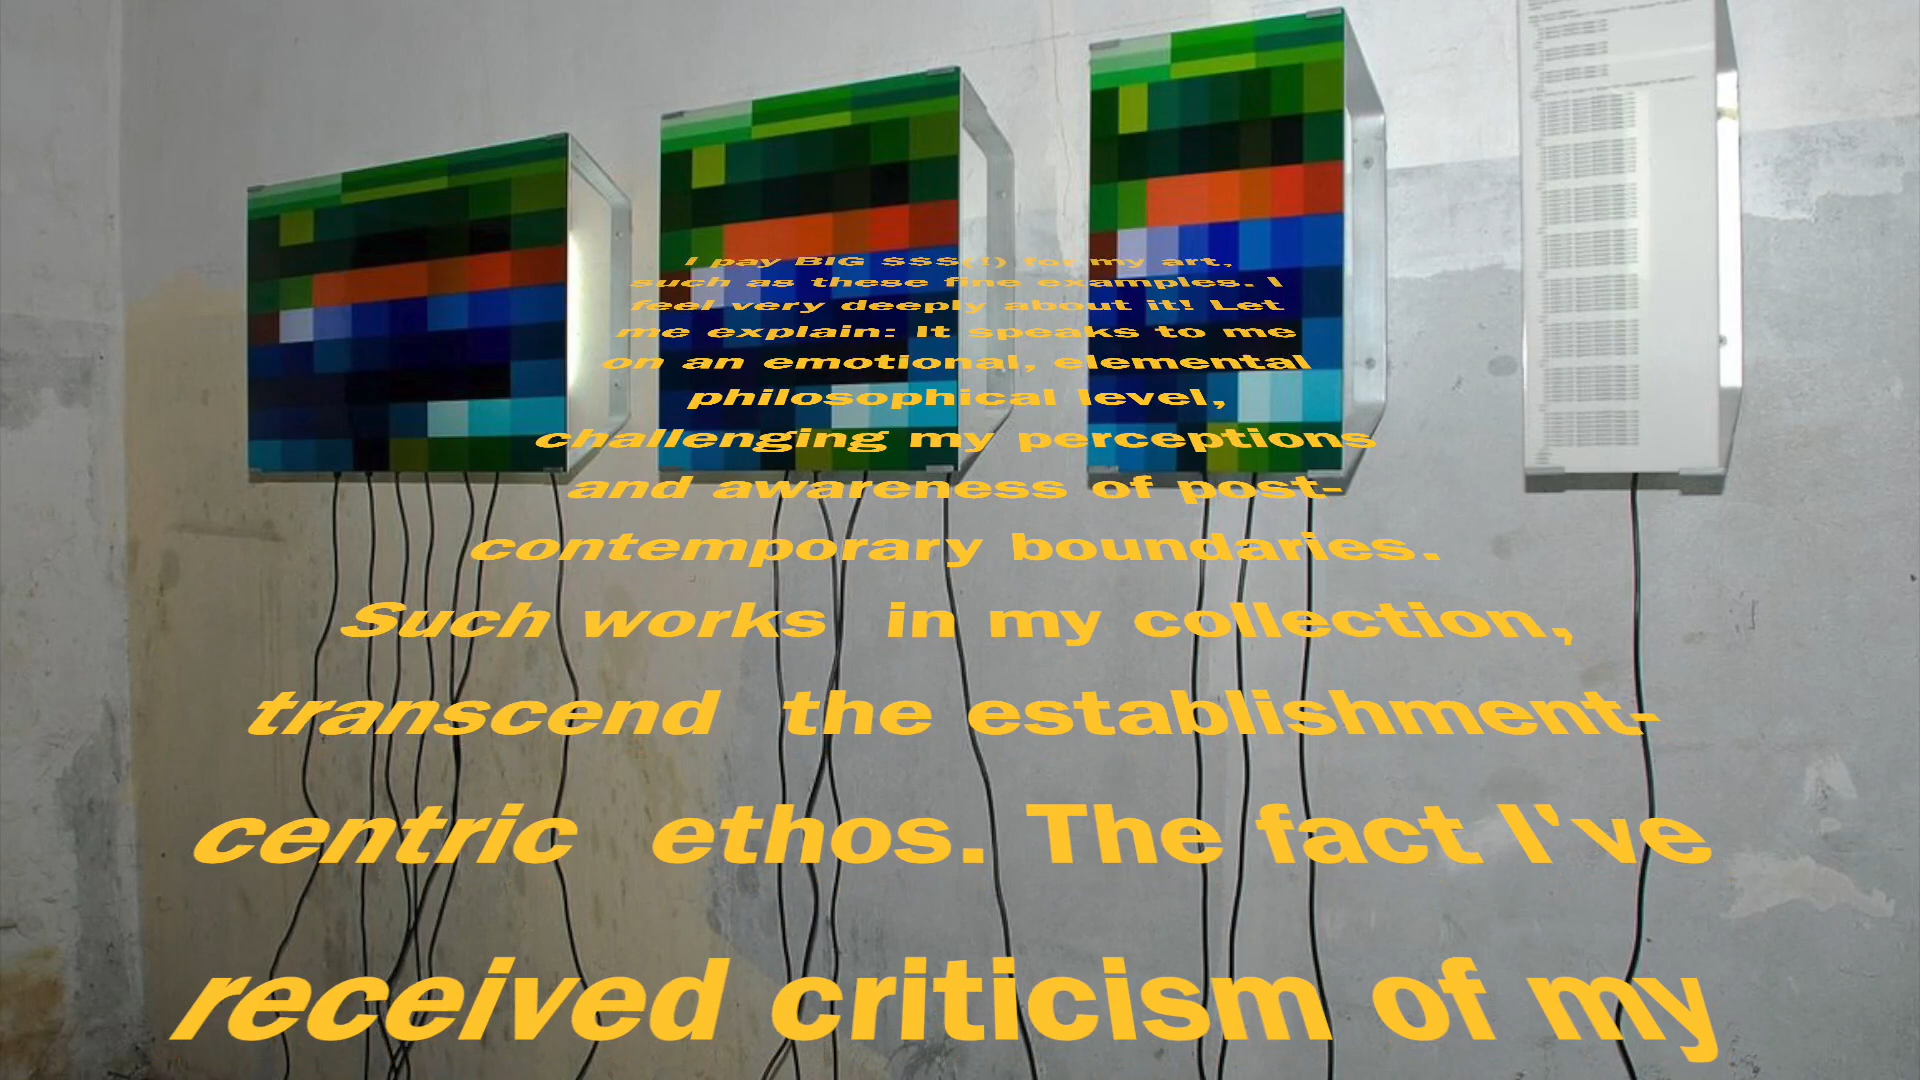 I pay BIG $$$(!) for my art,
such as these fine examples. I
feel very deeply about it! Let
me explain: It speaks to me
on an emotional, elemental
philosophical level,
challenging my perceptions
and awareness of post-
contemporary boundaries.
Such works in my collection,
transcend the establishment-
centric ethos. The fact I've
received criticism of my